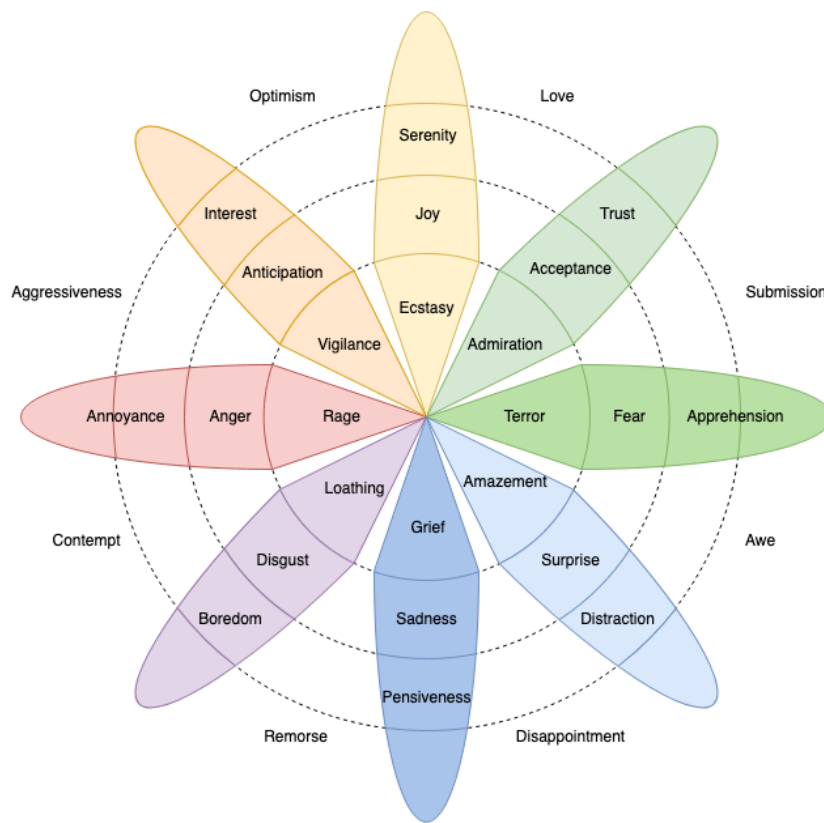 Optimism
Love
Serenity
Interest
Joy
Trust
Anticipation
Acceptance
Aggressiveness
Submission
Ecstasy
Vigilance
Admiration
Annoyance
Anger
Rage
Terror
Fear
Apprehension
Loathing
Amazement
Grief
Contempt
Awe
Disgust
Surprise
Boredom
Sadness
Distraction
Pensiveness
Remorse
Disappointment